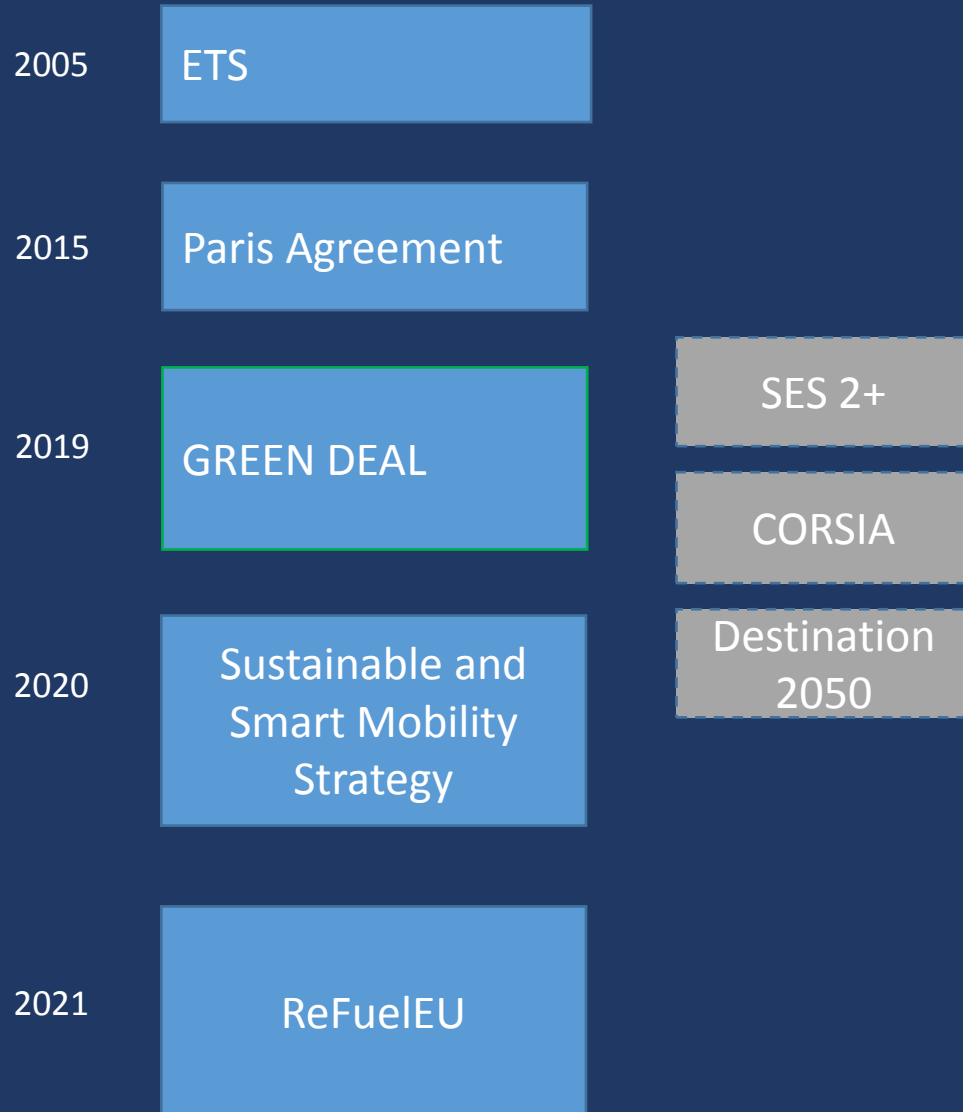 2005
ETS
2015
Paris Agreement
2019
GREEN DEAL
SES 2+
CORSIA
Destination
2050
2020
Sustainable and
Smart Mobility
Strategy
2021
ReFuelEU